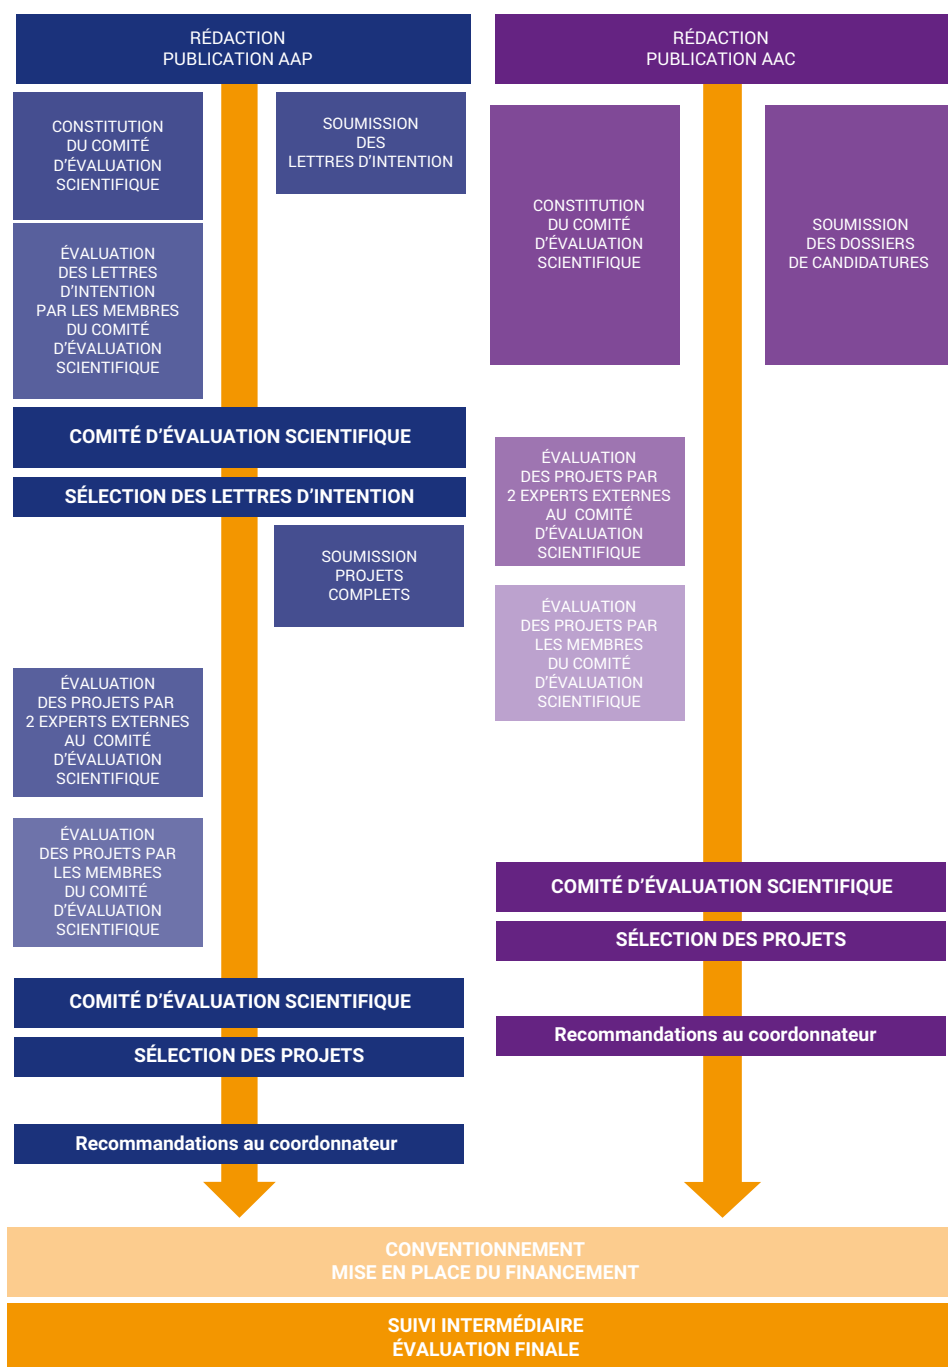 RÉDACTION
PUBLICATION AAP
CONSTITUTION
DU COMITÉ
D'ÉVALUATION
SCIENTIFIQUE
SOUMISSION
DES
LETTRES D'INTENTION
ÉVALUATION
DES LETTRES
D'INTENTION
PAR LES MEMBRES
DU COMITÉ
D'ÉVALUATION
SCIENTIFIQUE
COMITÉ D'ÉVALUATION SCIENTIFIQUE
SÉLECTION DES LETTRES D'INTENTION
SOUMISSION
PROJETS
COMPLETS
ÉVALUATION
DES PROJETS PAR
2 EXPERTS EXTERNES
AU COMITÉ
D'ÉVALUATION
SCIENTIFIQUE
ÉVALUATION
DES PROJETS PAR
LES MEMBRES
DU COMITÉ
D'ÉVALUATION
SCIENTIFIQUE
COMITÉ D'ÉVALUATION SCIENTIFIQUE
SÉLECTION DES PROJETS
Recommandations au coordonnateur
RÉDACTION
PUBLICATION AAC
CONSTITUTION
DU COMITÉ
D'ÉVALUATION
SCIENTIFIQUE
SOUMISSION
DES DOSSIERS
DE CANDIDATURES
ÉVALUATION
DES PROJETS PAR
2 EXPERTS EXTERNES
AU COMITÉ
D'ÉVALUATION
SCIENTIFIQUE
ÉVALUATION
DES PROJETS PAR
LES MEMBRES
DU COMITÉ
D'ÉVALUATION
SCIENTIFIQUE
COMITÉ D'ÉVALUATION SCIENTIFIQUE
SÉLECTION DES PROJETS
Recommandations au coordonnateur
CONVENTIONNEMENT
MISE EN PLACE DU FINANCEMENT
SUIVI INTERMÉDIAIRE
ÉVALUATION FINALE